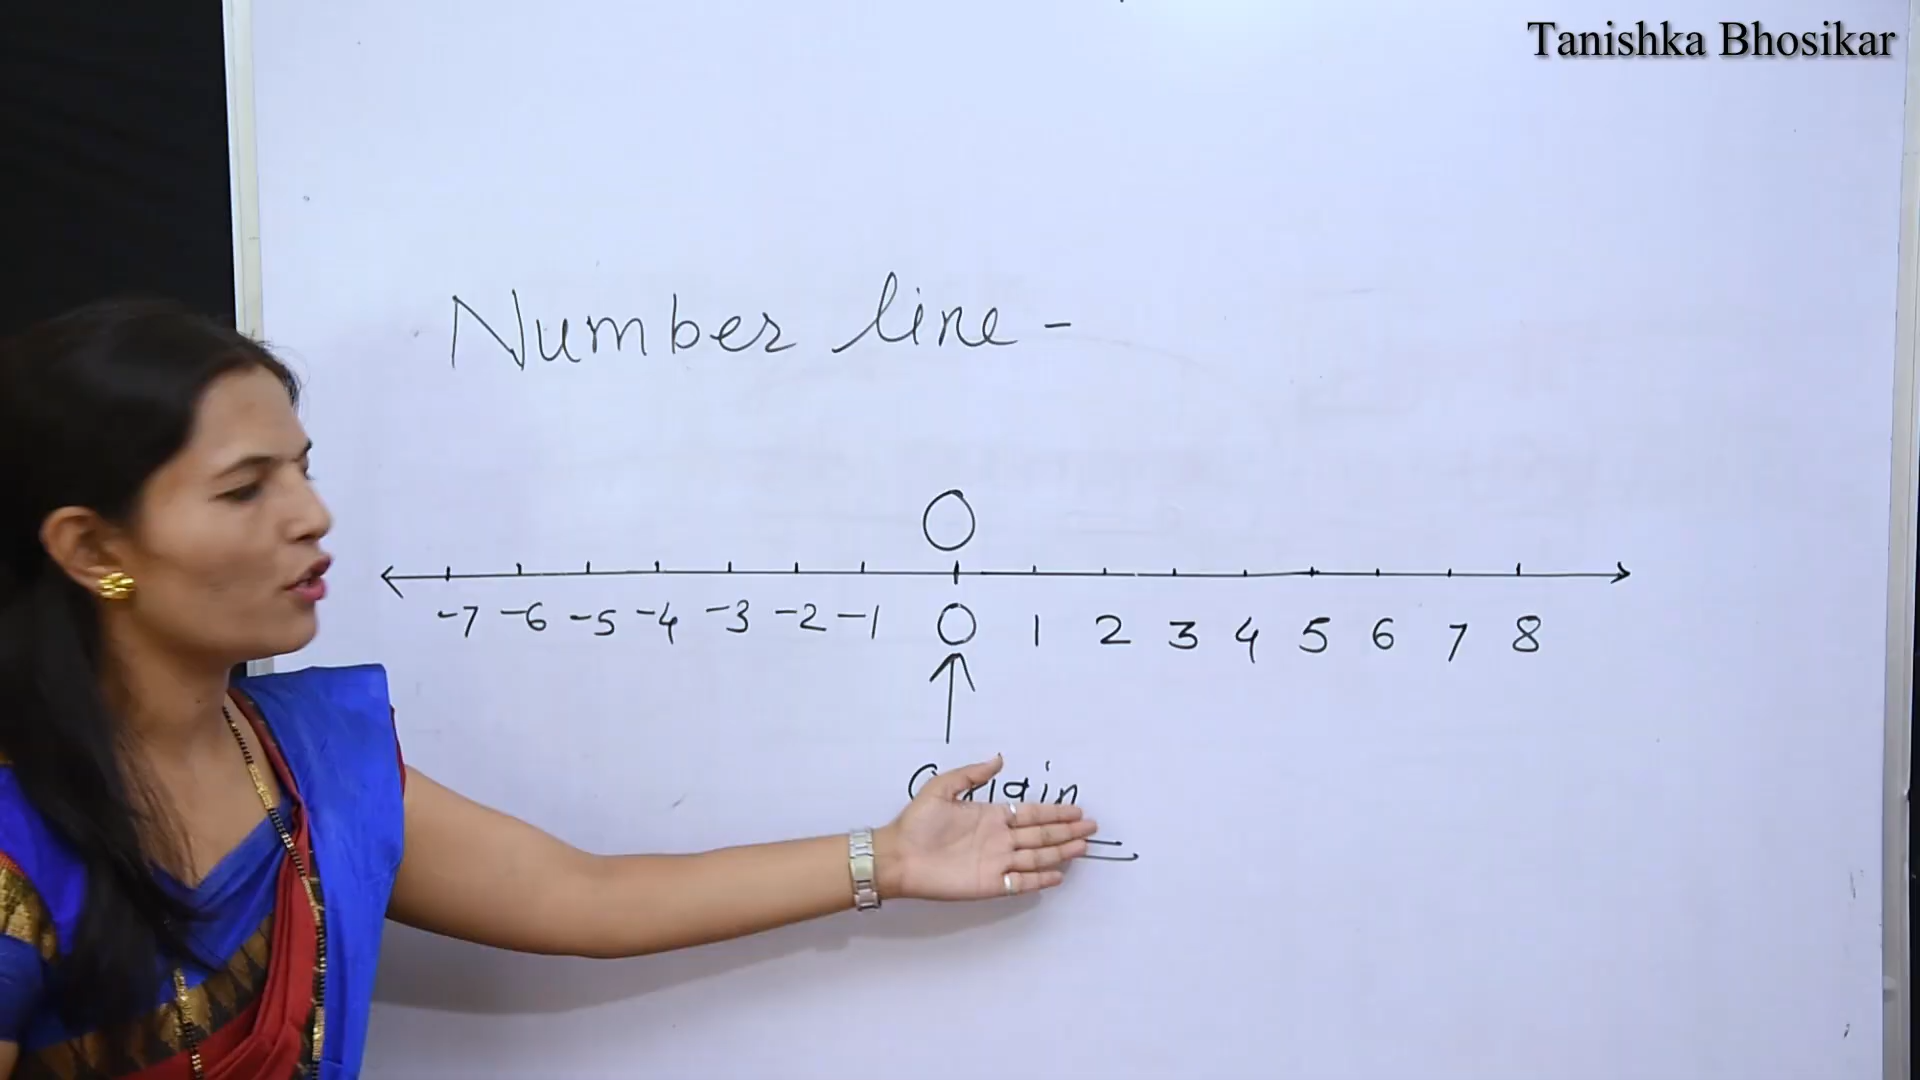 Tanishka Bhosikar
Number line -
O
-7 -6 -5 -4 -3 -2 -1 0 1 2 3 4 5 6 7 8
Origin